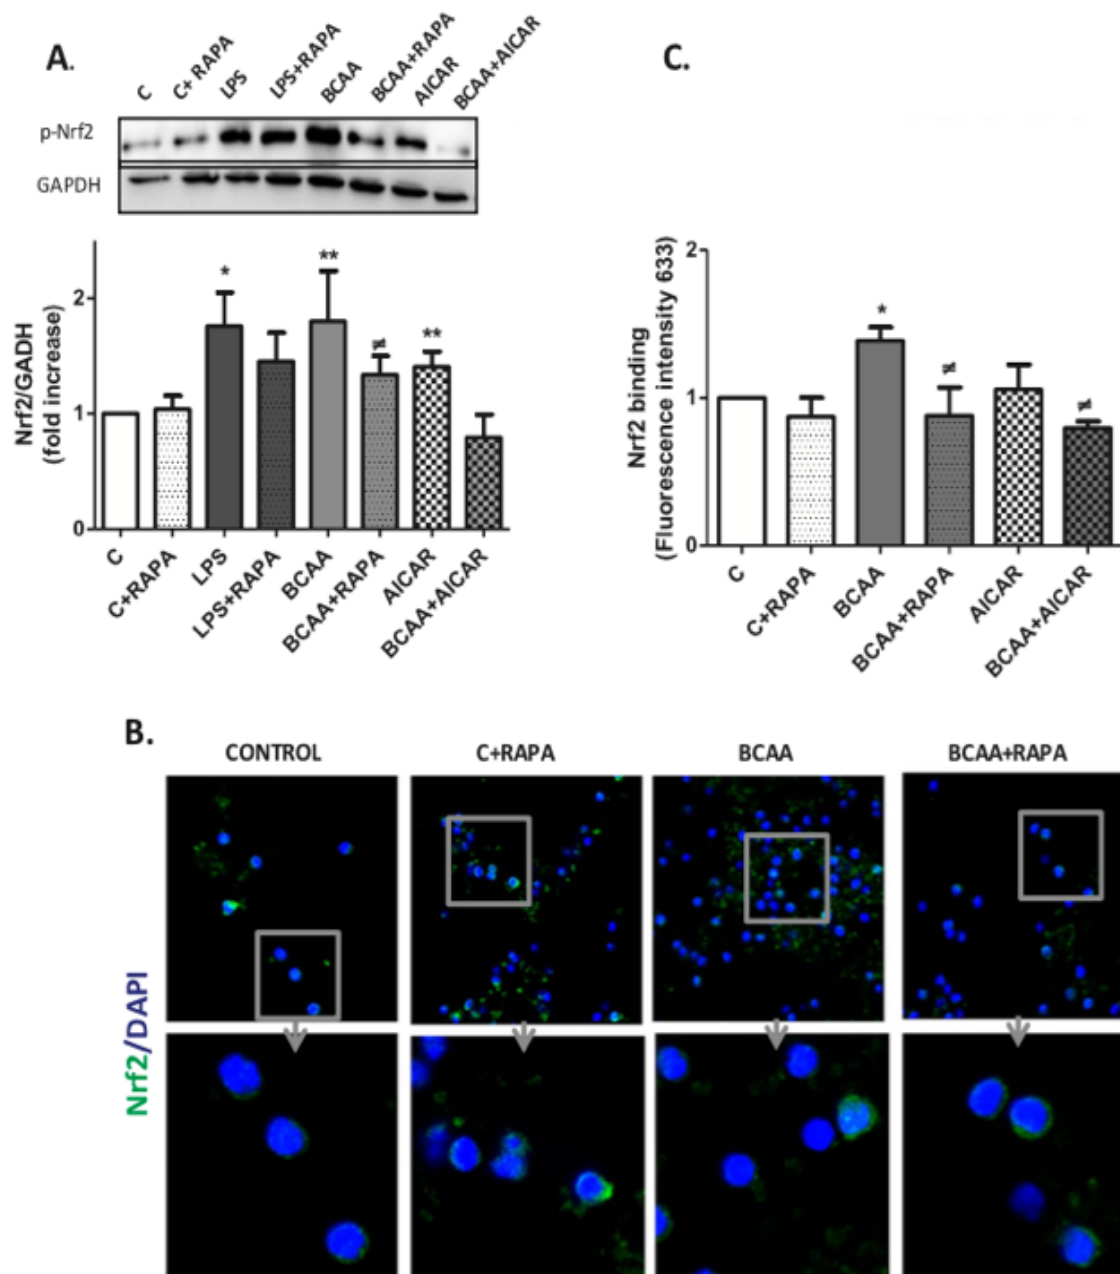 A.
C
C+ RAPA
LPS
LPS+RAPA
BCAA
BCAA+RAPA
AICAR
BCAA+AICAR
p-Nrf2
GAPDH
Nrf2/GADH
(fold increase)
2
1
0
*
**
≠
**
C
C+RAPA
LPS
LPS+RAPA
BCAA
BCAA+RAPA
AICAR
BCAA+AICAR
C.
Nrf2 binding
(Fluorescence intensity 633)
2
1
0
*
≠
≠
C
C+RAPA
BCAA
BCAA+RAPA
AICAR
BCAA+AICAR
B.
CONTROL
C+RAPA
BCAA
BCAA+RAPA
Nrf2/DAPI